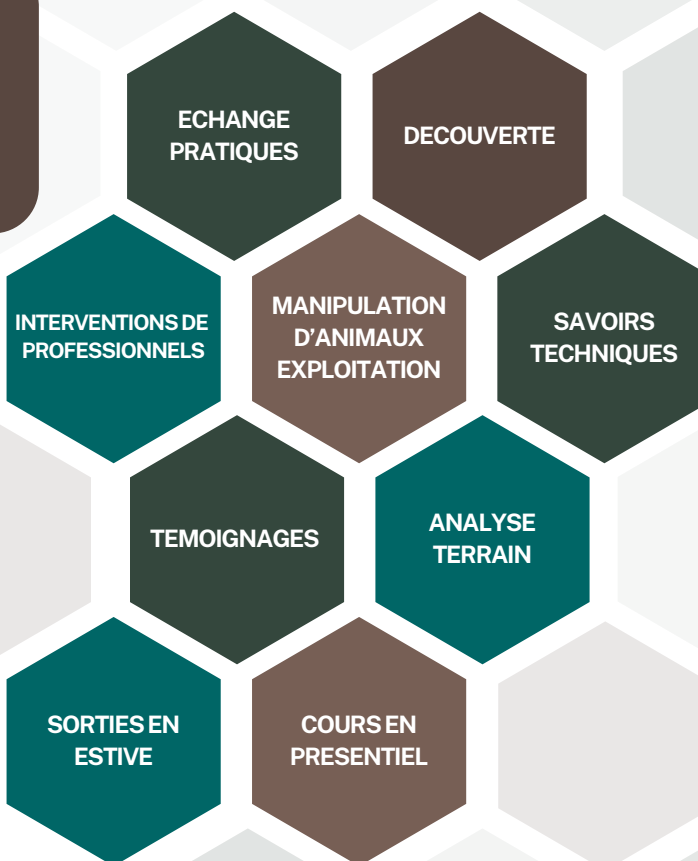 ECHANGE
PRATIQUES
DECOUVERTE
INTERVENTIONS DE
PROFESSIONNELS
MANIPULATION
D'ANIMAUX
EXPLOITATION
SAVOIRS
TECHNIQUES
TEMOIGNAGES
ANALYSE
TERRAIN
SORTIES EN
ESTIVE
COURS EN
PRESENTIEL